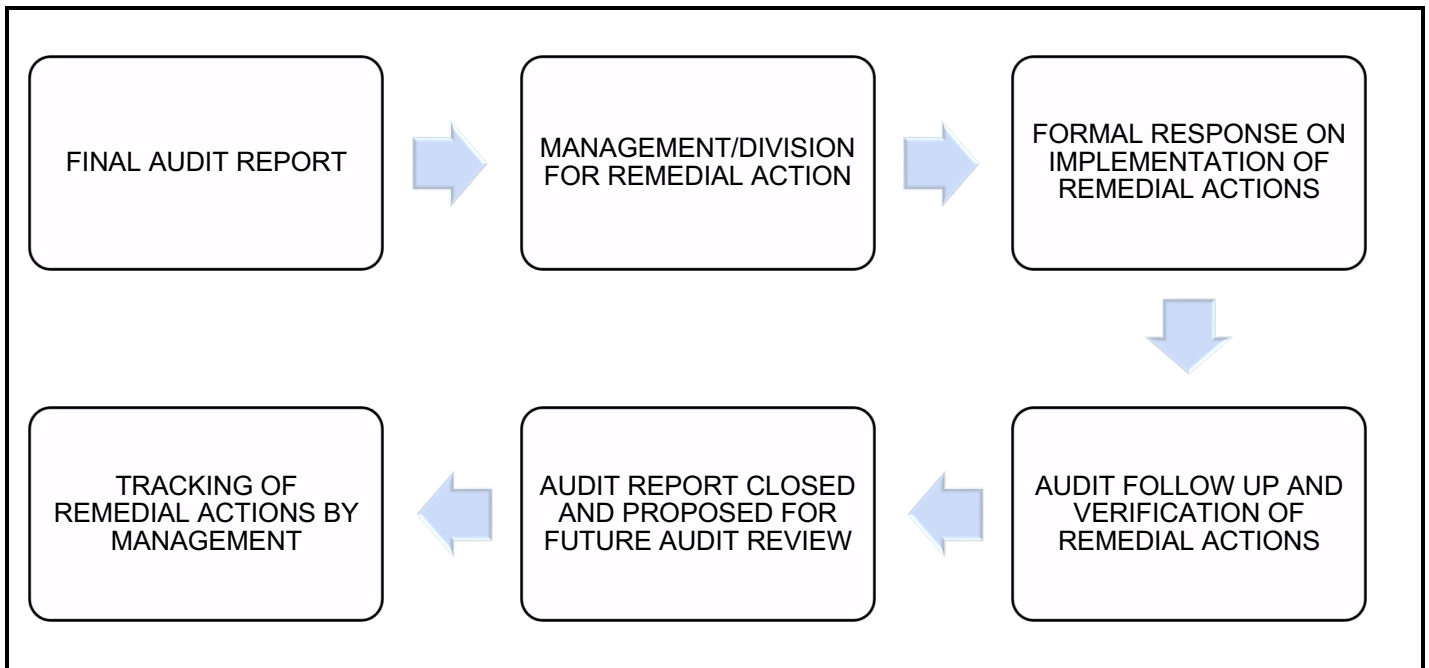 FINAL AUDIT REPORT
MANAGEMENT/DIVISION
FOR REMEDIAL ACTION
FORMAL RESPONSE ON
IMPLEMENTATION OF
REMEDIAL ACTIONS
AUDIT FOLLOW UP AND
VERIFICATION OF
REMEDIAL ACTIONS
AUDIT REPORT CLOSED
AND PROPOSED FOR
FUTURE AUDIT REVIEW
TRACKING OF
REMEDIAL ACTIONS BY
MANAGEMENT